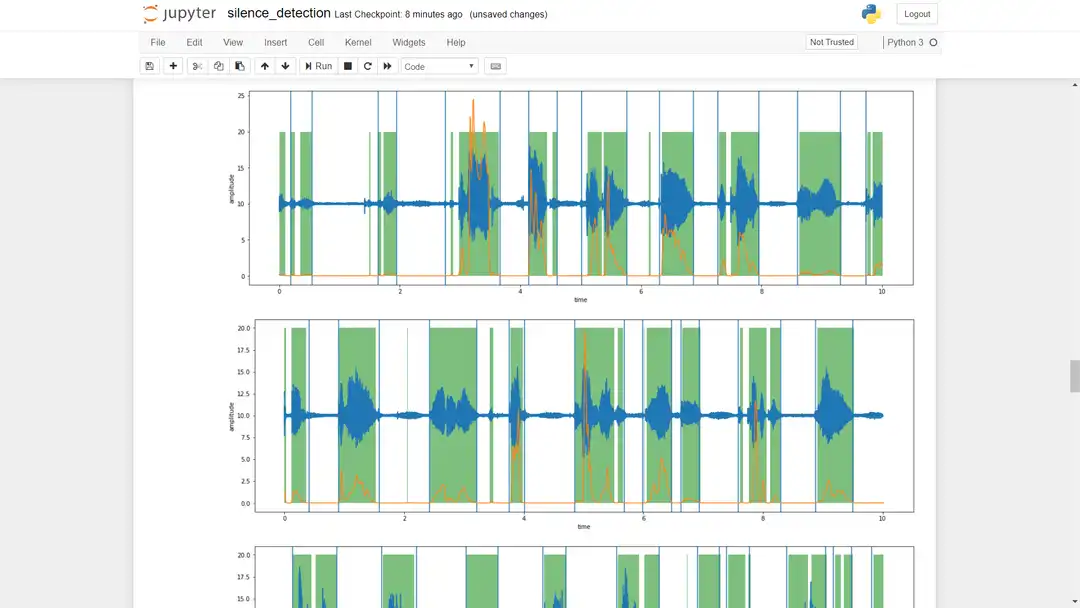 jupyter silence_detection Last Checkpoint: 8 minutes ago (unsaved changes) Logout
File Edit View Insert Cell Kernel Widgets Help Not Trusted Python 3
Run Code
25
20
15
10
5
0
amplitude
0 2 4 6 8 10
time
20.0
17.5
15.0
12.5
10.0
7.5
5.0
2.5
0.0
amplitude
0 2 4 6 8 10
time
20.0
17.5
15.0